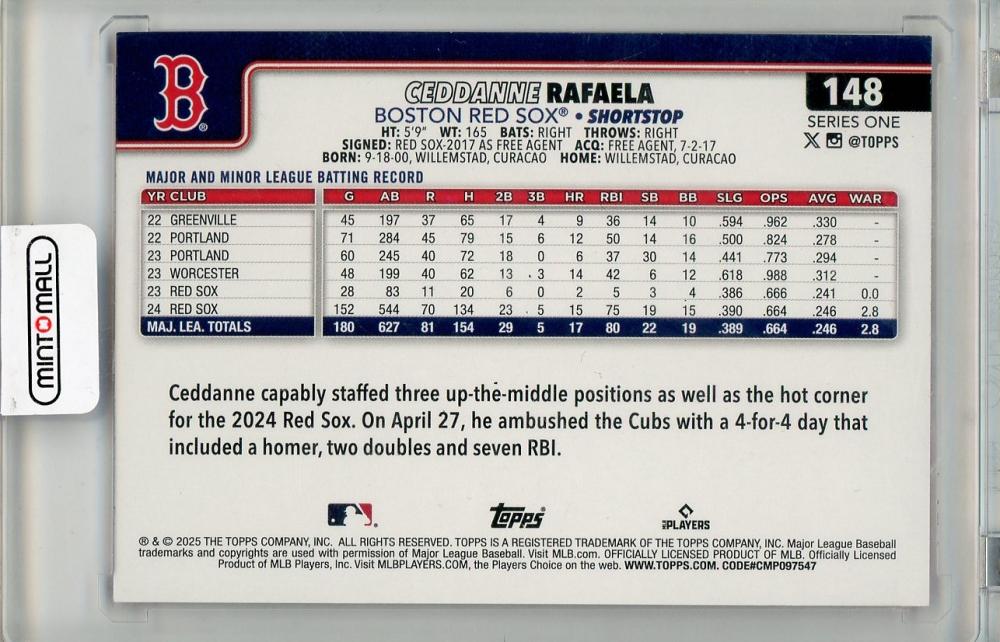 B®
CEDDANNE RAFAELA
BOSTON RED SOX® • SHORTSTOP
HT: 5'9" WT: 165 BATS: RIGHT THROWS: RIGHT
SIGNED: RED SOX-2017 AS FREE AGENT ACQ: FREE AGENT, 7-2-17
BORN: 9-18-00, WILLEMSTAD, CURACAO HOME: WILLEMSTAD, CURACAO
148
SERIES ONE
X @TOPPS
MAJOR AND MINOR LEAGUE BATTING RECORD
YR CLUB G AB R H 2B 3B HR RBI SB BB SLG OPS AVG WAR
22 GREENVILLE 45 197 37 65 17 4 9 36 14 10 .594 .962 .330 -
22 PORTLAND 71 284 45 79 15 6 12 50 14 16 .500 .824 .278 -
23 PORTLAND 60 245 40 72 18 0 6 37 30 14 .441 .773 .294 -
23 WORCESTER 48 199 40 62 13 3 14 42 6 12 .618 .988 .312 -
23 RED SOX 28 83 11 20 6 0 2 5 3 4 .386 .666 .241 0.0
24 RED SOX 152 544 70 134 23 5 15 75 19 15 .390 .664 .246 2.8
MAJ. LEA. TOTALS 180 627 81 154 29 5 17 80 22 19 .389 .664 .246 2.8
MINTOMALL
Ceddanne capably staffed three up-the-middle positions as well as the hot corner
for the 2024 Red Sox. On April 27, he ambushed the Cubs with a 4-for-4 day that
included a homer, two doubles and seven RBI.
Topps®
MLB PLAYERS
® & © 2025 THE TOPPS COMPANY, INC. ALL RIGHTS RESERVED. TOPPS IS A REGISTERED TRADEMARK OF THE TOPPS COMPANY, INC. Major League Baseball
trademarks and copyrights are used with permission of Major League Baseball. Visit MLB.com. OFFICIALLY LICENSED PRODUCT OF MLB. Officially Licensed
Product of MLB Players, Inc. Visit MLBPLAYERS.COM, the Players Choice on the web. WWW.TOPPS.COM. CODE#CMP097547